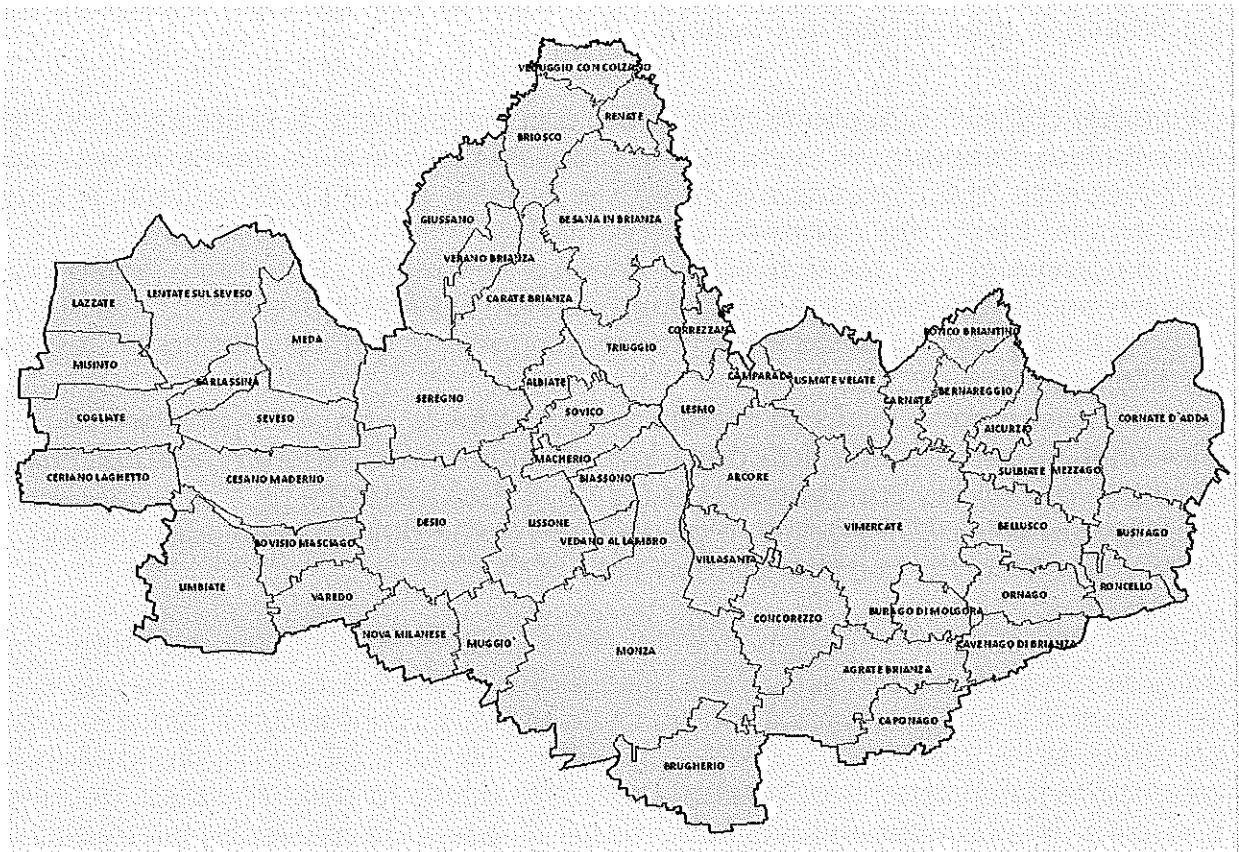 VEDUGGIO CON COLZANO
RENATE
BRIOSCO
GIUSSANO
BESANA IN BRIANZA
VERANO BRIANZA
LENTATE SUL SEVESO
LAZZATE
CARATE BRIANZA
CORREZZANA
RONCO BRIANTINO
MEDA
TRIUGGIO
MISINTO
BARLASSINA
ALBIATE
CAMPARADA
USMATE VELATE
BERNAREGGIO
SEREGNO
CARNATE
COGLIATE
SEVESO
SOVICO
LESMO
CORNATE D'ADDA
AICURZIO
MACHERIO
CERIANO LAGHETTO
CESANO MADERNO
BIASSONO
ARCORE
SULBIATE
MEZZAGO
DESIO
LISSONE
VIMERCATE
BELLUSCO
BUSNAGO
BOVISIO MASCIAGO
VEDANO AL LAMBRO
VILLASANTA
LIMBIATE
VAREDO
RONCELLO
ORNAGO
CONCOREZZO
BURAGO DI MOLGORA
NOVA MILANESE
MUGGIO'
MONZA
CAVENAGO DI BRIANZA
AGRATE BRIANZA
CAPONAGO
BRUGHERIO